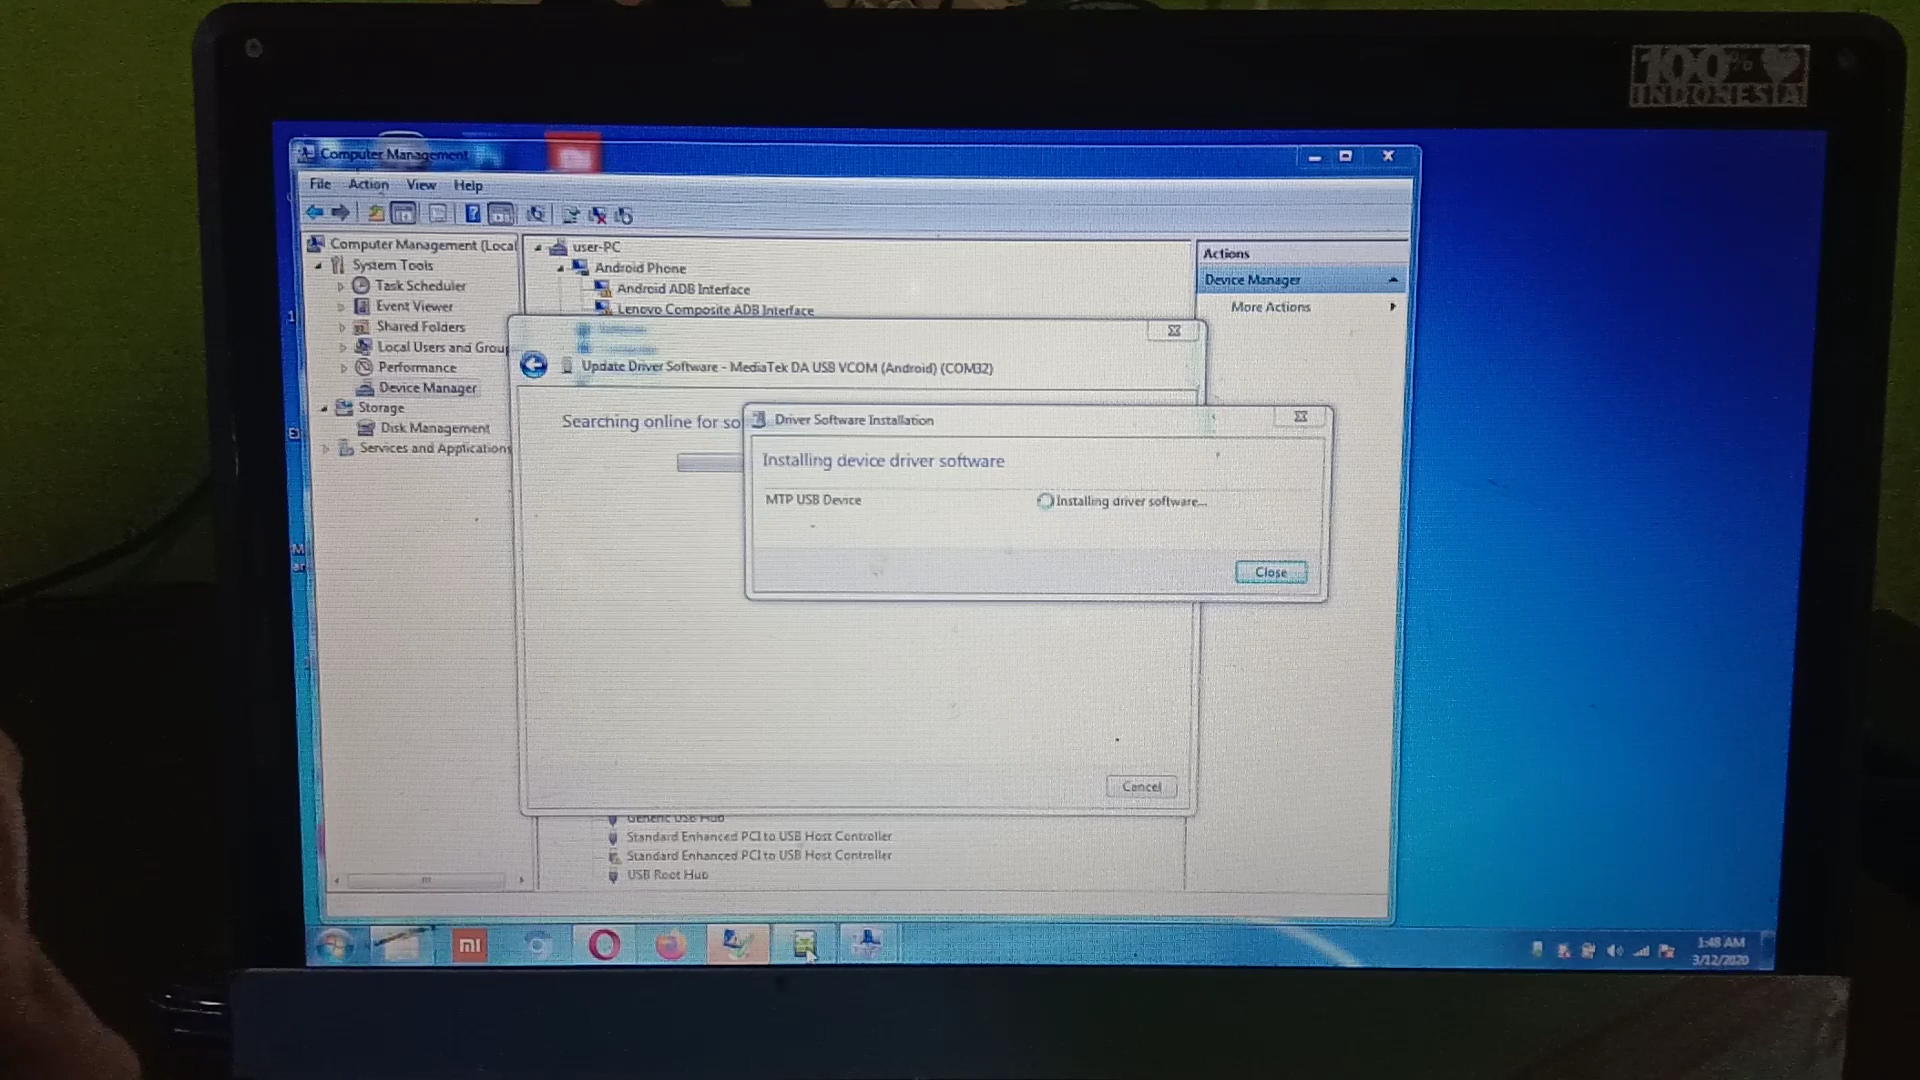 100%
INDONESIA
Computer Management
File Action View Help
Computer Management (Local
System Tools
Task Scheduler
Event Viewer
Shared Folders
Local Users and Grou
Performance
Device Manager
Storage
Disk Management
Services and Applications
user-PC
Android Phone
Android ADB Interface
Lenovo Composite ADB Interface
Actions
Device Manager
More Actions
Update Driver Software - MediaTek DA USB VCOM (Android) (COM32)
Searching online for so
Driver Software Installation
Installing device driver software
MTP USB Device
Installing driver software...
Close
Cancel
Generic USB Hub
Standard Enhanced PCI to USB Host Controller
Standard Enhanced PCI to USB Host Controller
USB Root Hub
mi
1:48 AM
3/12/2020